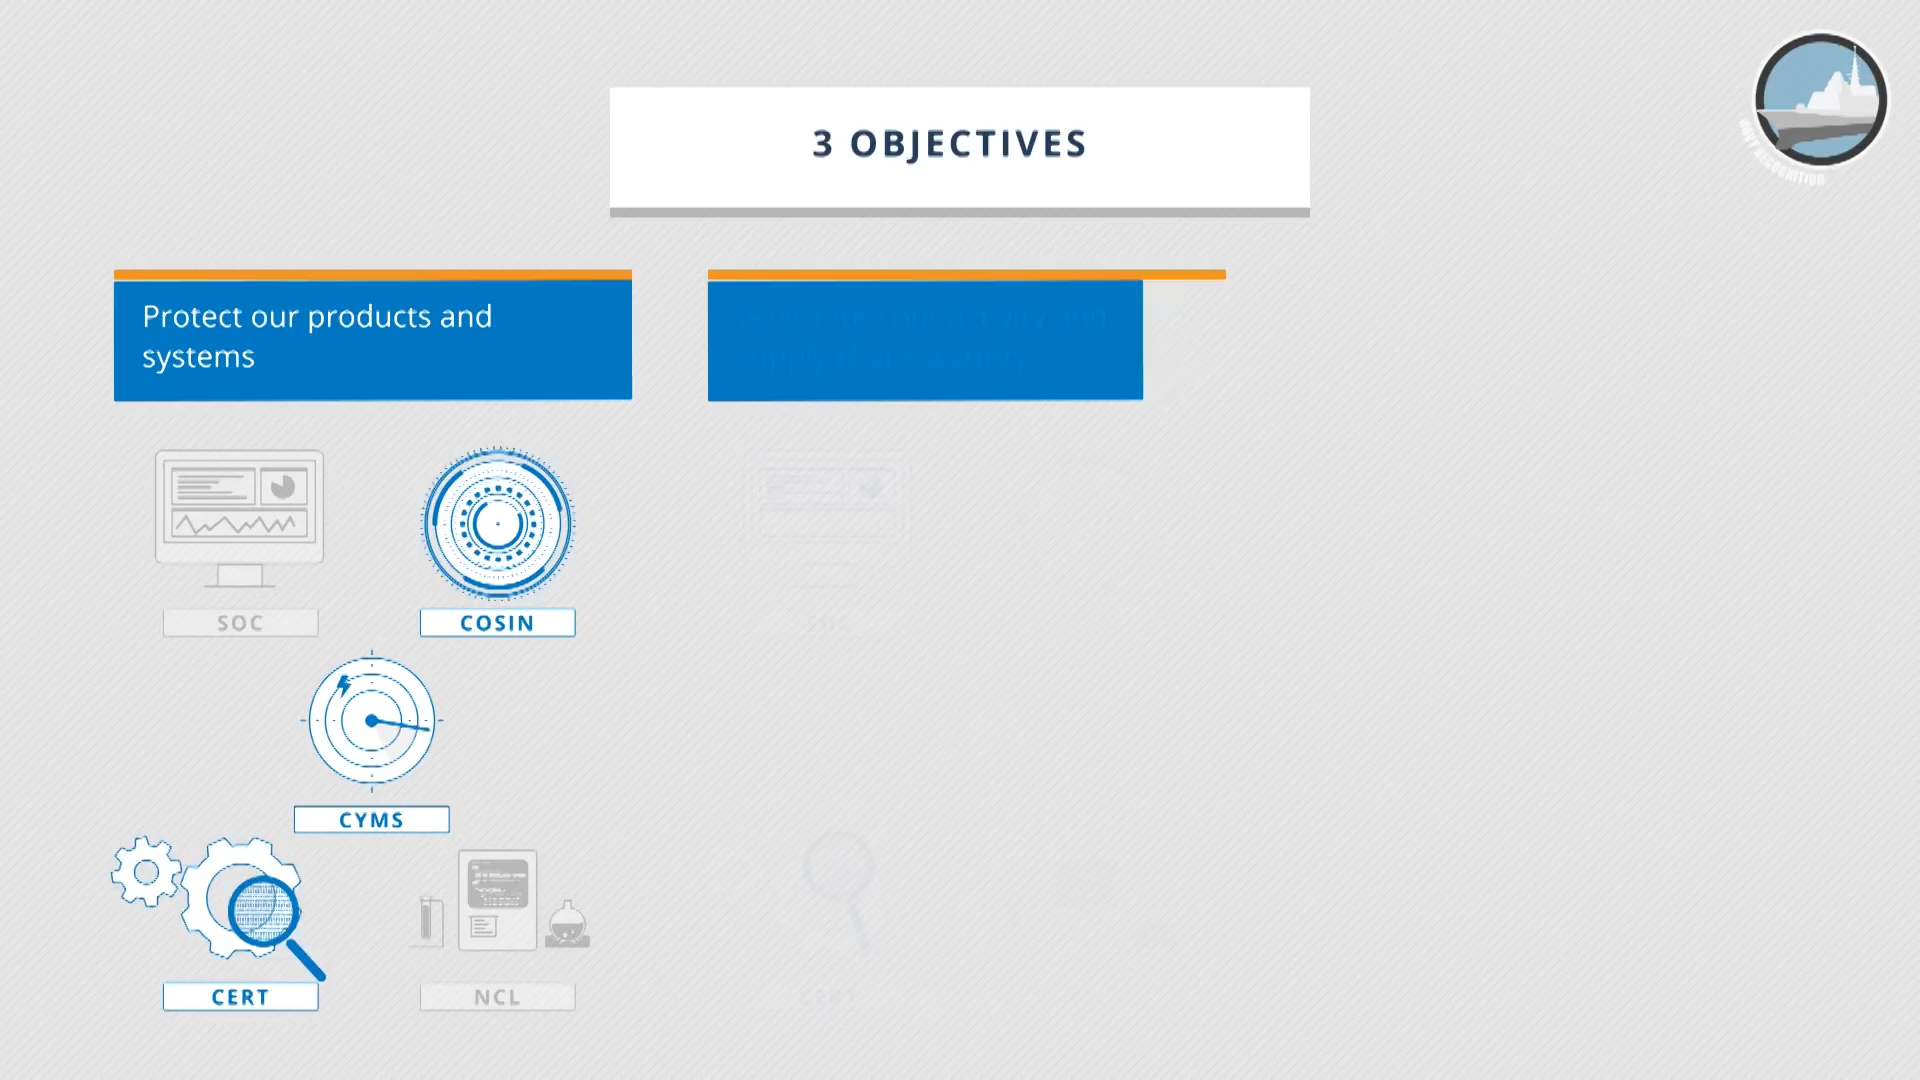 3 OBJECTIVES
Protect our products and
systems
SOC
COSIN
CYMS
CERT
NCL